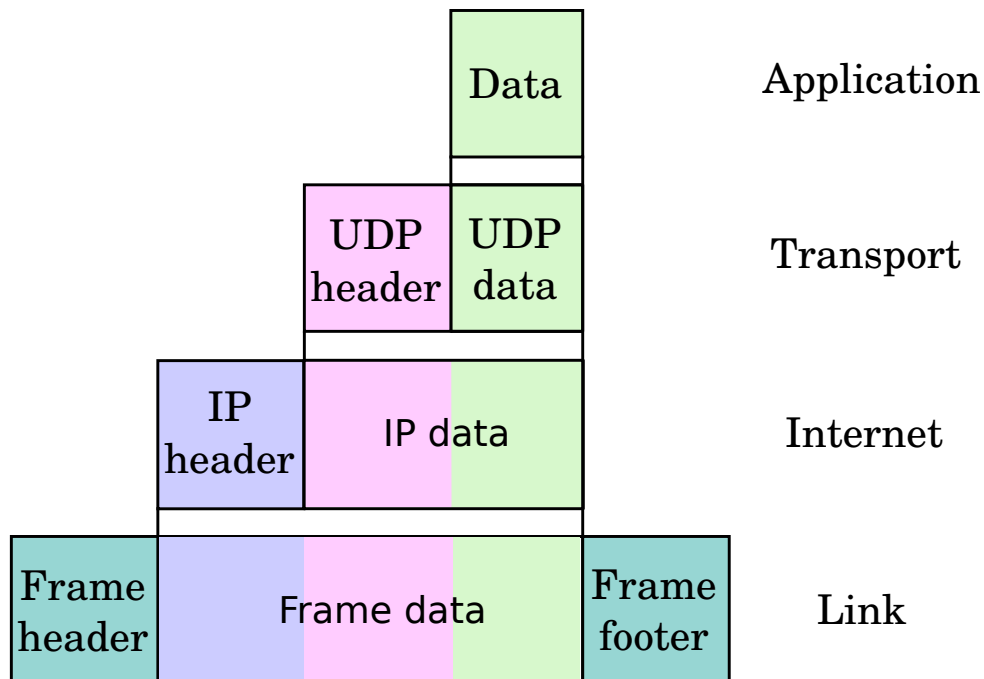 Data
Application
UDP
header
UDP
data
Transport
IP
header
IP data
Internet
Frame
header
Frame data
Frame
footer
Link